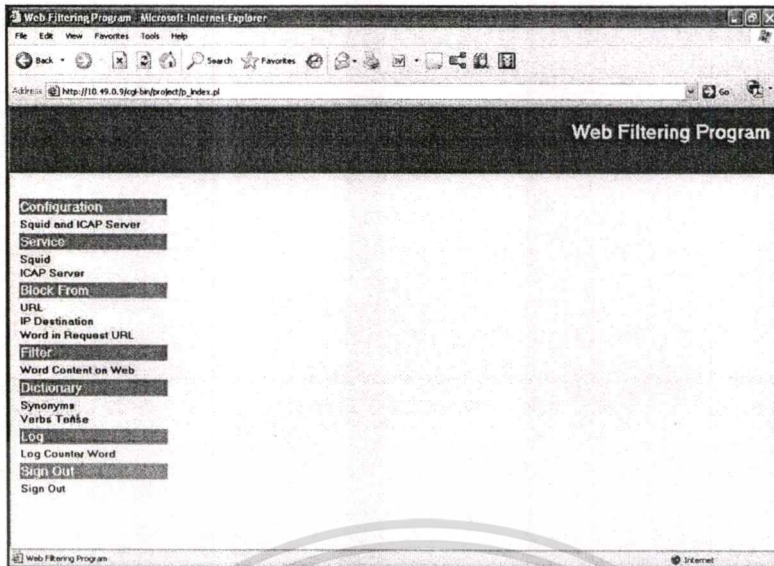 Web Filtering Program Microsoft Internet Explorer
File Edit View Favorites Tools Help
Back Search Favorites
Address http://10.49.0.9/cgi-bin/project/p_index.pl Go
Web Filtering Program
Configuration
Squid and ICAP Server
Service
Squid
ICAP Server
Block From
URL
IP Destination
Word in Request URL
Filter
Word Content on Web
Dictionary
Synonyms
Verbs Tense
Log
Log Counter Word
Sign Out
Sign Out
Web Filtering Program Internet